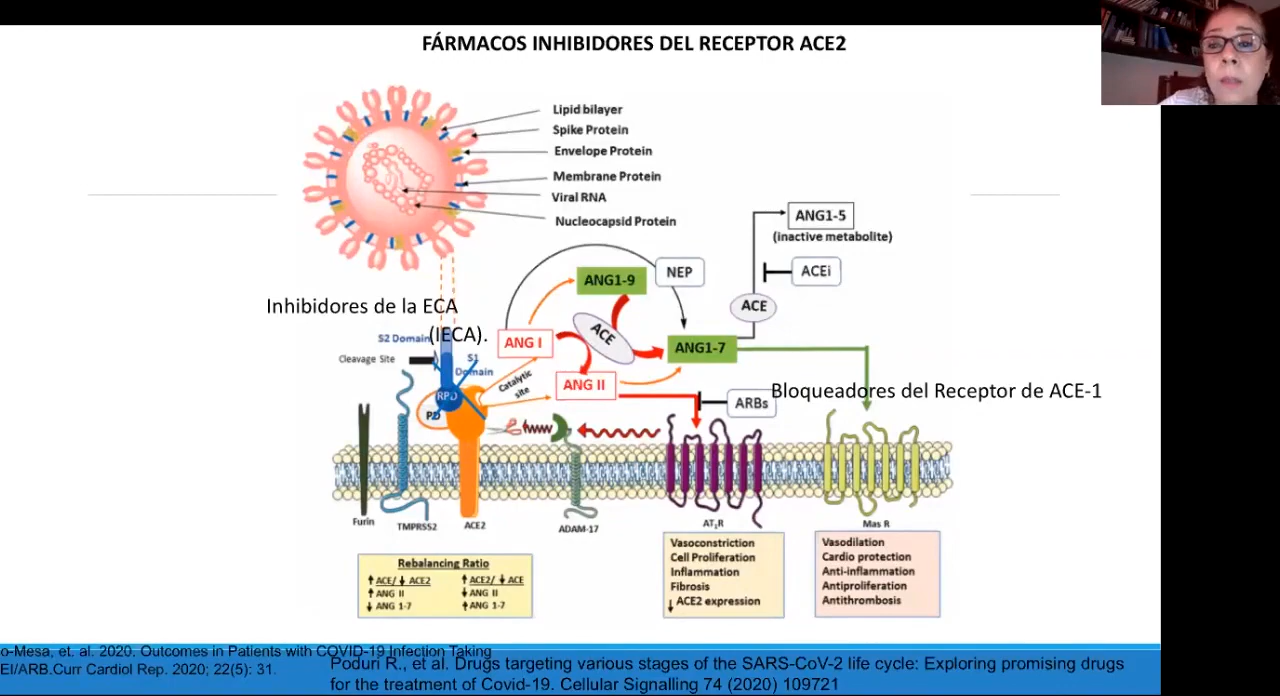 FÁRMACOS INHIBIDORES DEL RECEPTOR ACE2
Lipid bilayer
Spike Protein
Envelope Protein
Membrane Protein
Viral RNA
Nucleocapsid Protein
ANG1-5
(inactive metabolite)
NEP
ACEi
ANG1-9
Inhibidores de la ECA
(IECA).
ACE
ACE
S2 Domain
ANG I
ANG1-7
Cleavage Site
S1
Domain
Catalytic
site
ANG II
RPD
PD
ARBs
Bloqueadores del Receptor de ACE-1
Furin
TMPRSS2
ACE2
ADAM-17
AT₁R
Mas R
Rebalancing Ratio
↑ ACE/ ↓ ACE2
↑ ANG II
↓ ANG 1-7
↑ ACE2/ ↓ ACE
↓ ANG II
↑ ANG 1-7
Vasoconstriction
Cell Proliferation
Inflammation
Fibrosis
↓ ACE2 expression
Vasodilation
Cardio protection
Anti-inflammation
Antiproliferation
Antithrombosis
o-Mesa, et. al. 2020. Outcomes in Patients with COVID-19 Infection Taking
EI/ARB.Curr Cardiol Rep. 2020; 22(5): 31.
Poduri R., et al. Drugs targeting various stages of the SARS-CoV-2 life cycle: Exploring promising drugs
for the treatment of Covid-19. Cellular Signalling 74 (2020) 109721